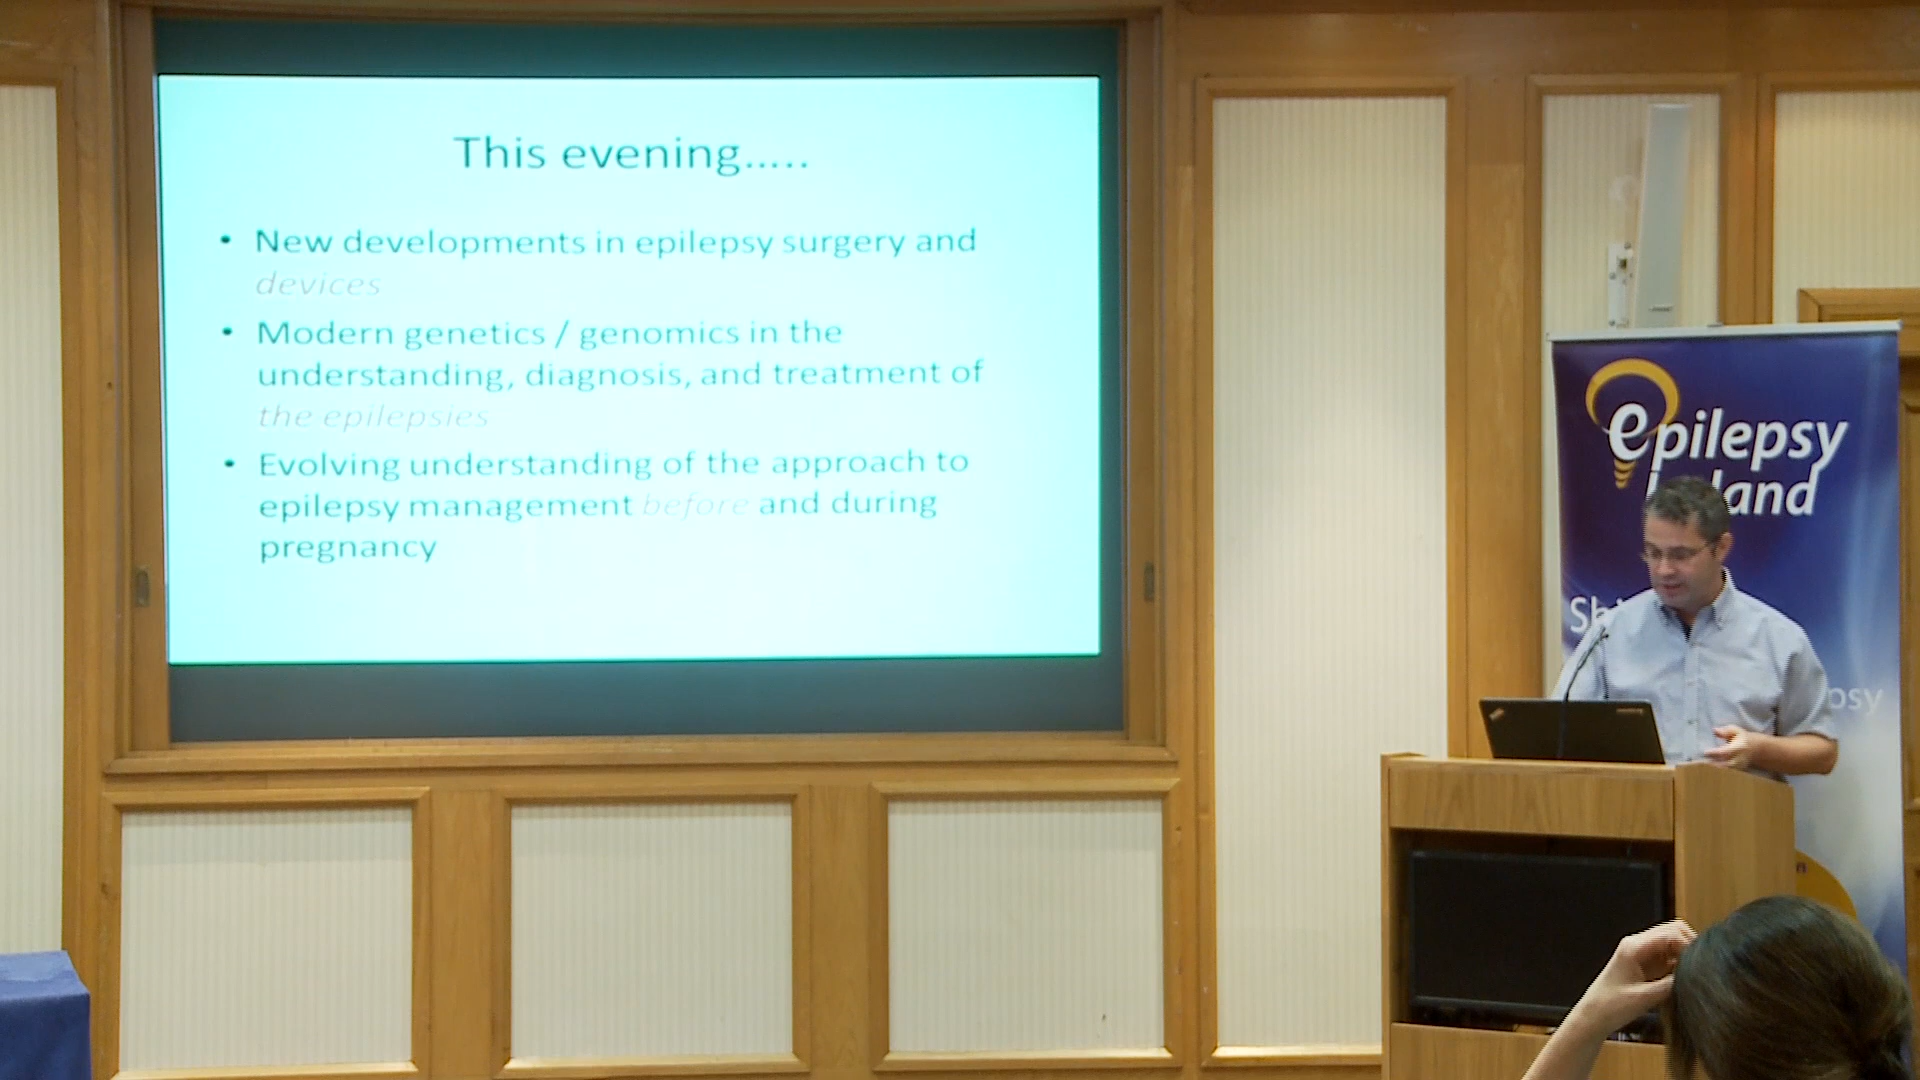 This evening.....
• New developments in epilepsy surgery and
devices
• Modern genetics / genomics in the
understanding, diagnosis, and treatment of
the epilepsies
• Evolving understanding of the approach to
epilepsy management before and during
pregnancy
epilepsy